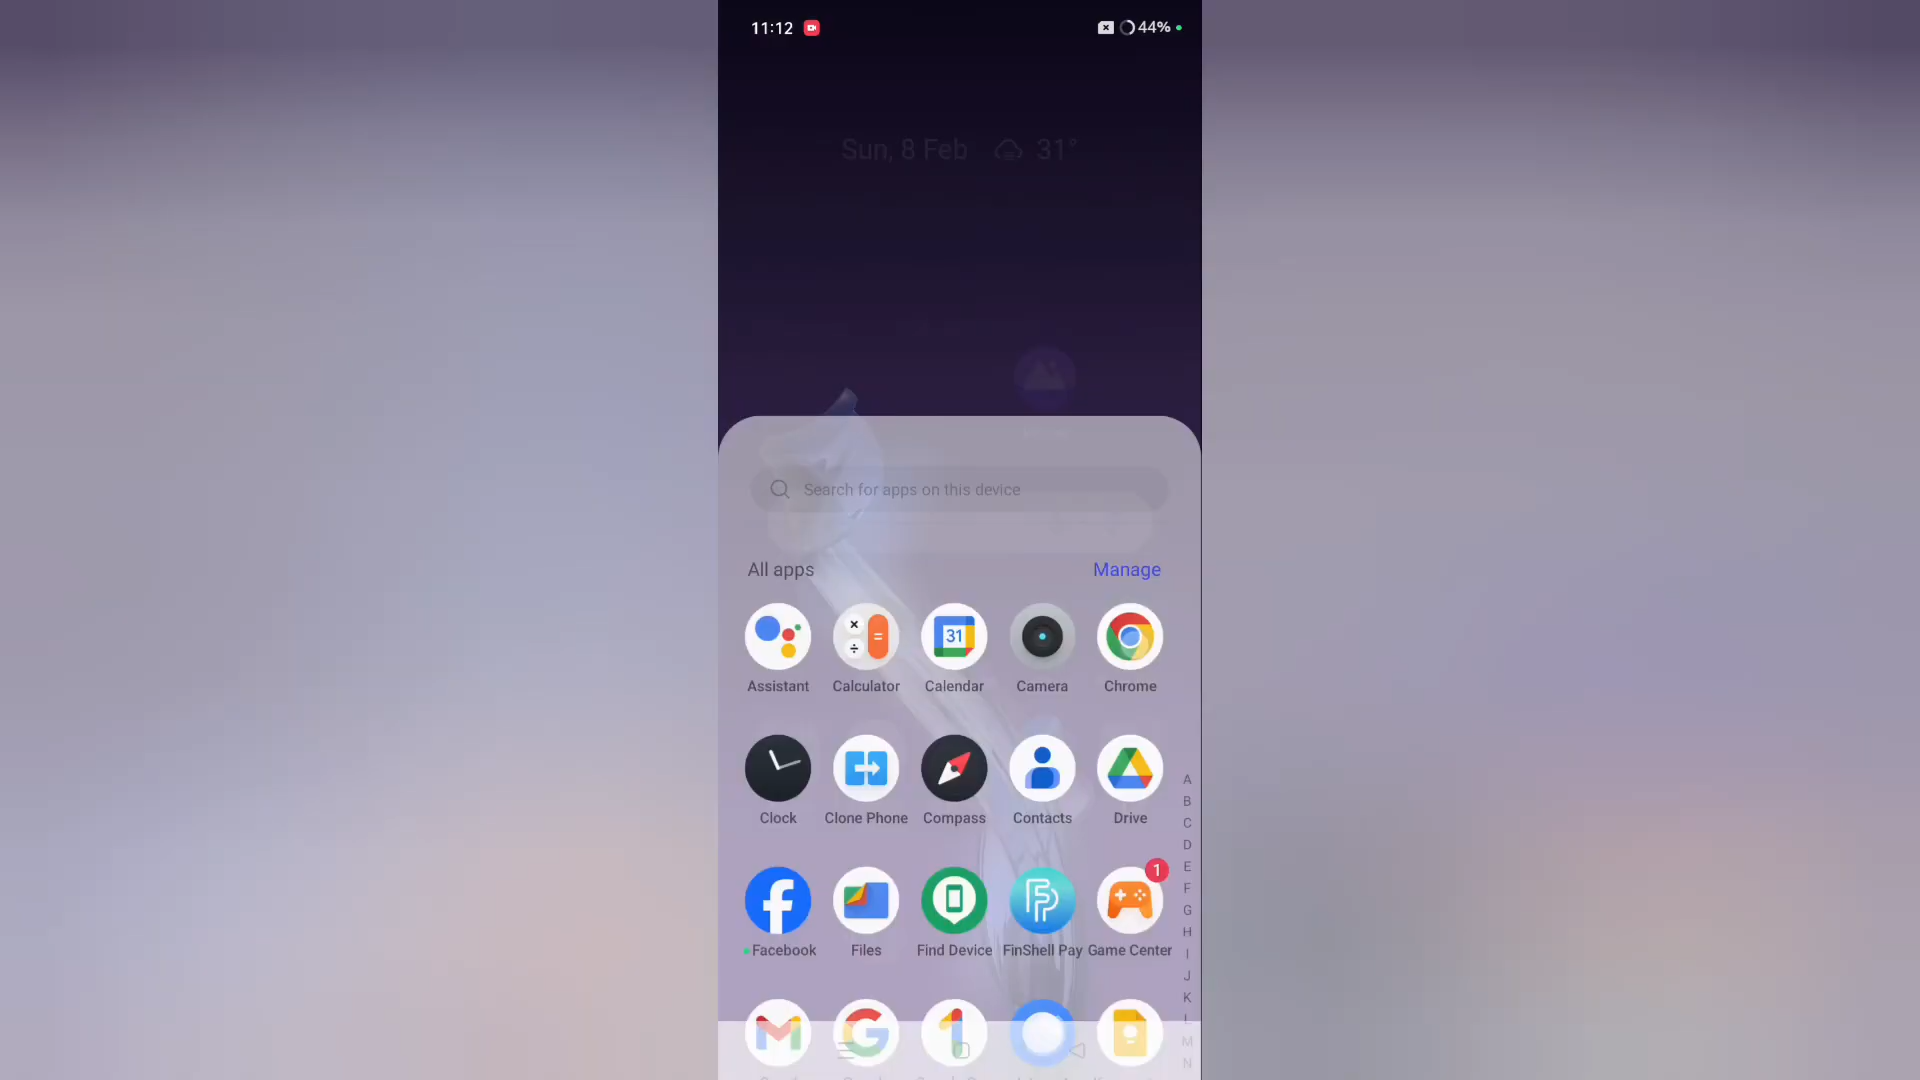 11:12 44%
Sun, 8 Feb 31°
Search for apps on this device
All apps Manage
31
Assistant Calculator Calendar Camera Chrome
Clock Clone Phone Compass Contacts Drive
1
Facebook Files Find Device FinShell Pay Game Center
A
B
C
D
E
F
G
H
I
J
K
L
M
N